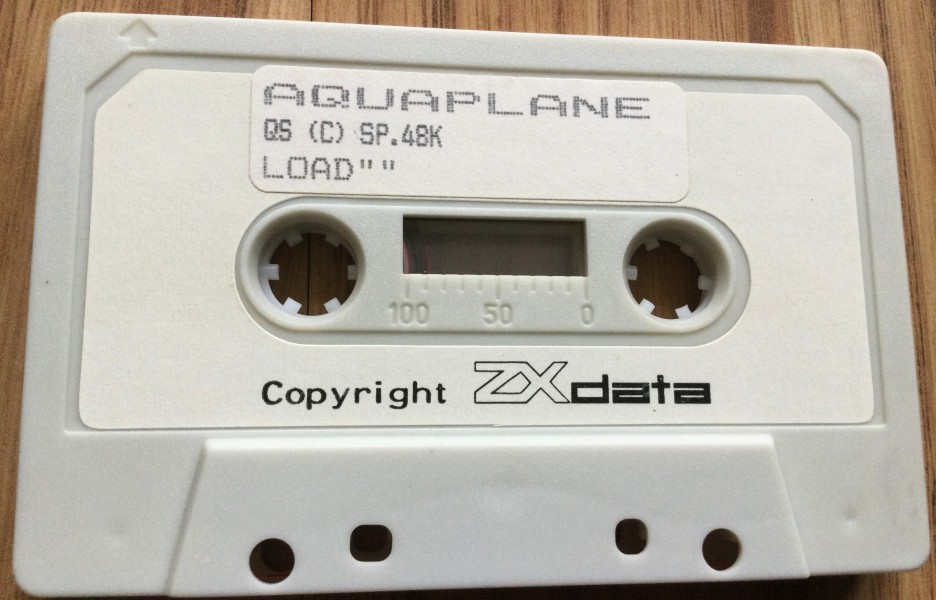 AQUAPLANE
QS (C) SP.48K
LOAD""
100 50 0
Copyright ZXdata